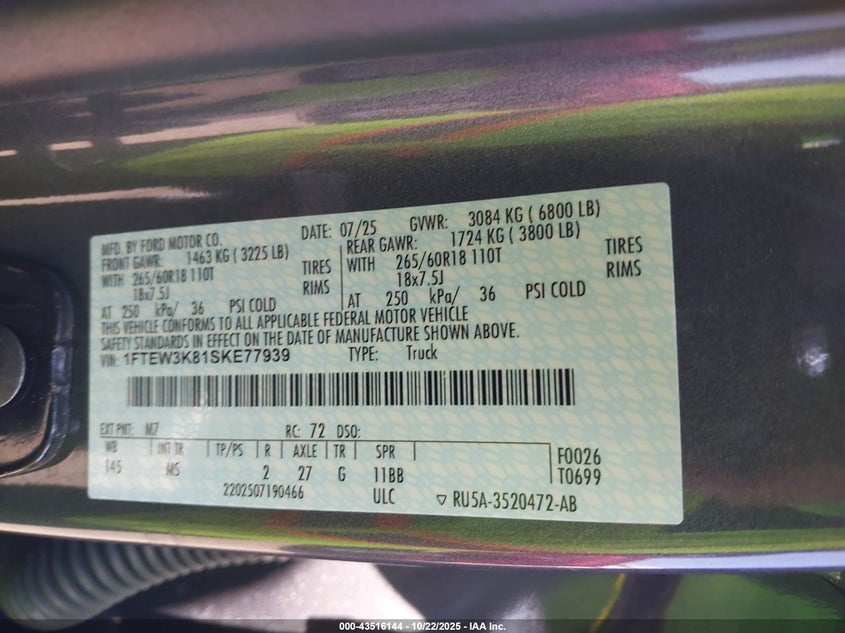 MFD. BY FORD MOTOR CO. DATE: 07/25 GVWR: 3084 KG ( 6800 LB)
FRONT GAWR: 1463 KG ( 3225 LB) REAR GAWR: 1724 KG ( 3800 LB)
WITH 265/60R18 110T TIRES WITH 265/60R18 110T TIRES
18x7.5J RIMS 18x7.5J RIMS
AT 250 kPa/ 36 PSI COLD AT 250 kPa/ 36 PSI COLD
THIS VEHICLE CONFORMS TO ALL APPLICABLE FEDERAL MOTOR VEHICLE
SAFETY STANDARDS IN EFFECT ON THE DATE OF MANUFACTURE SHOWN ABOVE.
VIN: 1FTEW3K81SKE77939 TYPE: Truck
EXT PNT: M7 RC: 72 DSO:
WB INT TR TP/PS R AXLE TR SPR F0026
145 MS 2 27 G 11BB T0699
2202507190466 ULC ▽ RU5A-3520472-AB
000-43516144 - 10/22/2025 - IAA Inc.